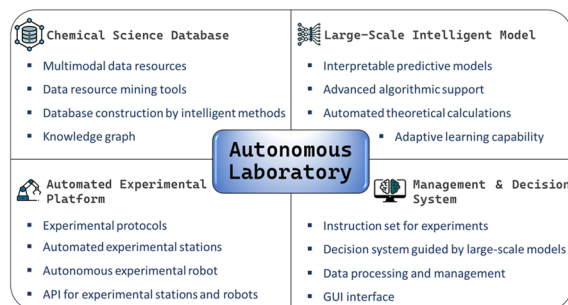 Chemical Science Database
Multimodal data resources
Data resource mining tools
Database construction by intelligent methods
Knowledge graph
Large-Scale Intelligent Model
Interpretable predictive models
Advanced algorithmic support
Automated theoretical calculations
Adaptive learning capability
Autonomous
Laboratory
Automated Experimental
Platform
Experimental protocols
Automated experimental stations
Autonomous experimental robot
API for experimental stations and robots
Management & Decision
System
Instruction set for experiments
Decision system guided by large-scale models
Data processing and management
GUI interface